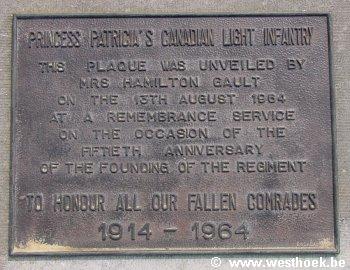 PRINCESS PATRICIA'S CANADIAN LIGHT INFANTRY
THIS PLAQUE WAS UNVEILED BY
MRS HAMILTON GAULT
ON THE 13TH AUGUST 1964
AT A REMEMBRANCE SERVICE
ON THE OCCASION OF THE
FIFTIETH ANNIVERSARY
OF THE FOUNDING OF THE REGIMENT
TO HONOUR ALL OUR FALLEN COMRADES
1914 - 1964
© www.westhoek.be